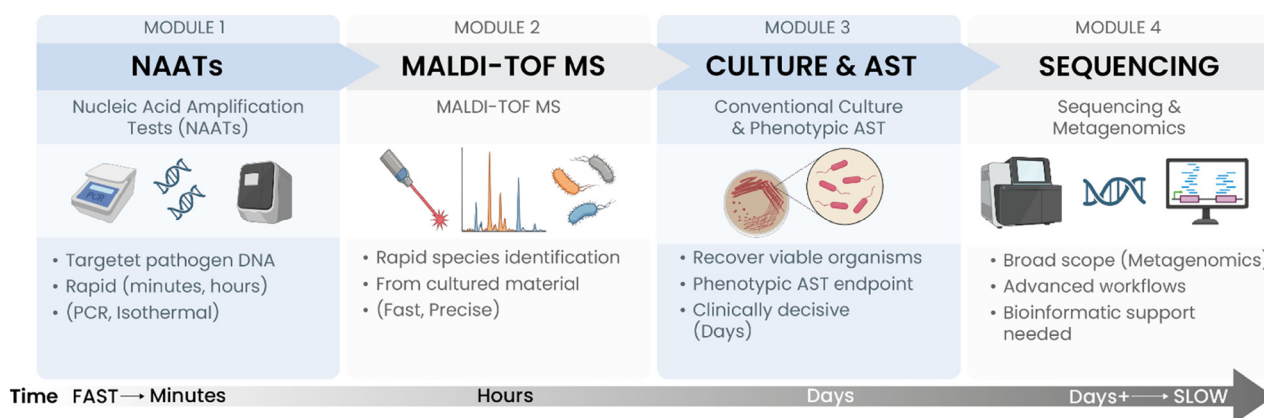 MODULE 1
NAATs
Nucleic Acid Amplification
Tests (NAATs)
PCR
• Targetet pathogen DNA
• Rapid (minutes, hours)
• (PCR, Isothermal)
MODULE 2
MALDI-TOF MS
MALDI-TOF MS
• Rapid species identification
• From cultured material
• (Fast, Precise)
MODULE 3
CULTURE & AST
Conventional Culture
& Phenotypic AST
• Recover viable organisms
• Phenotypic AST endpoint
• Clinically decisive
(Days)
MODULE 4
SEQUENCING
Sequencing &
Metagenomics
• Broad scope (Metagenomics)
• Advanced workflows
• Bioinformatic support
needed
Time FAST → Minutes Hours Days Days+ → SLOW